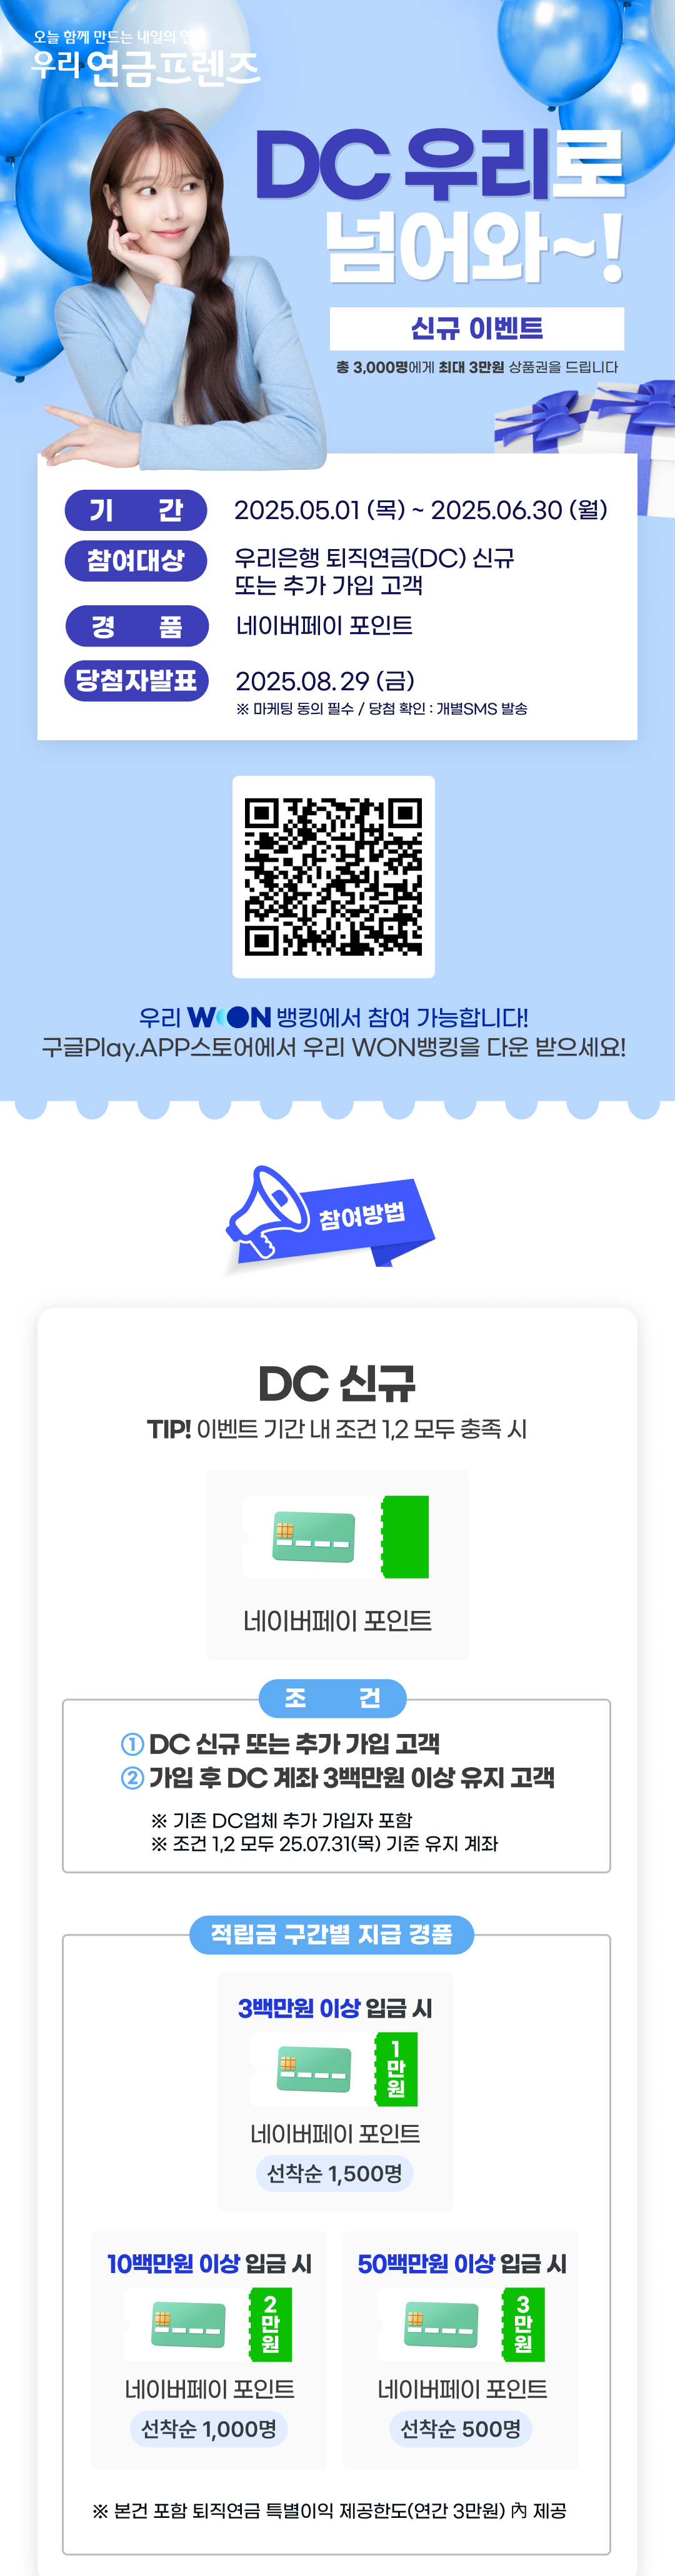 오늘 함께 만드는 내일의 연금
우리 연금프렌즈
DC 우리로
넘어와~!
신규 이벤트
총 3,000명에게 최대 3만원 상품권을 드립니다
기 간
2025.05.01 (목) ~ 2025.06.30 (월)
참여대상
우리은행 퇴직연금(DC) 신규
또는 추가 가입 고객
경 품
네이버페이 포인트
당첨자발표
2025.08.29 (금)
※ 마케팅 동의 필수 / 당첨 확인 : 개별SMS 발송
우리 WON 뱅킹에서 참여 가능합니다!
구글Play.APP스토어에서 우리 WON뱅킹을 다운 받으세요!
참여방법
DC 신규
TIP! 이벤트 기간 내 조건 1,2 모두 충족 시
네이버페이 포인트
조 건
① DC 신규 또는 추가 가입 고객
② 가입 후 DC 계좌 3백만원 이상 유지 고객
※ 기존 DC업체 추가 가입자 포함
※ 조건 1,2 모두 25.07.31(목) 기준 유지 계좌
적립금 구간별 지급 경품
3백만원 이상 입금 시
1만원
네이버페이 포인트
선착순 1,500명
10백만원 이상 입금 시
2만원
네이버페이 포인트
선착순 1,000명
50백만원 이상 입금 시
3만원
네이버페이 포인트
선착순 500명
※ 본건 포함 퇴직연금 특별이익 제공한도(연간 3만원) 內 제공